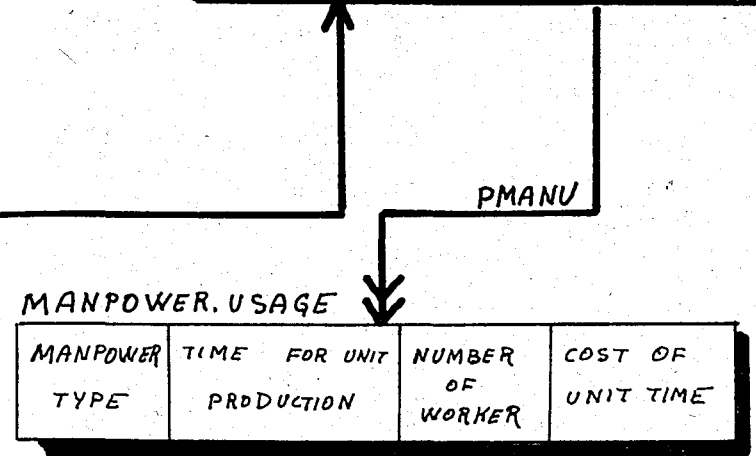 PMANU
MANPOWER. USAGE
MANPOWER TYPE
TIME FOR UNIT PRODUCTION
NUMBER OF WORKER
COST OF UNIT TIME